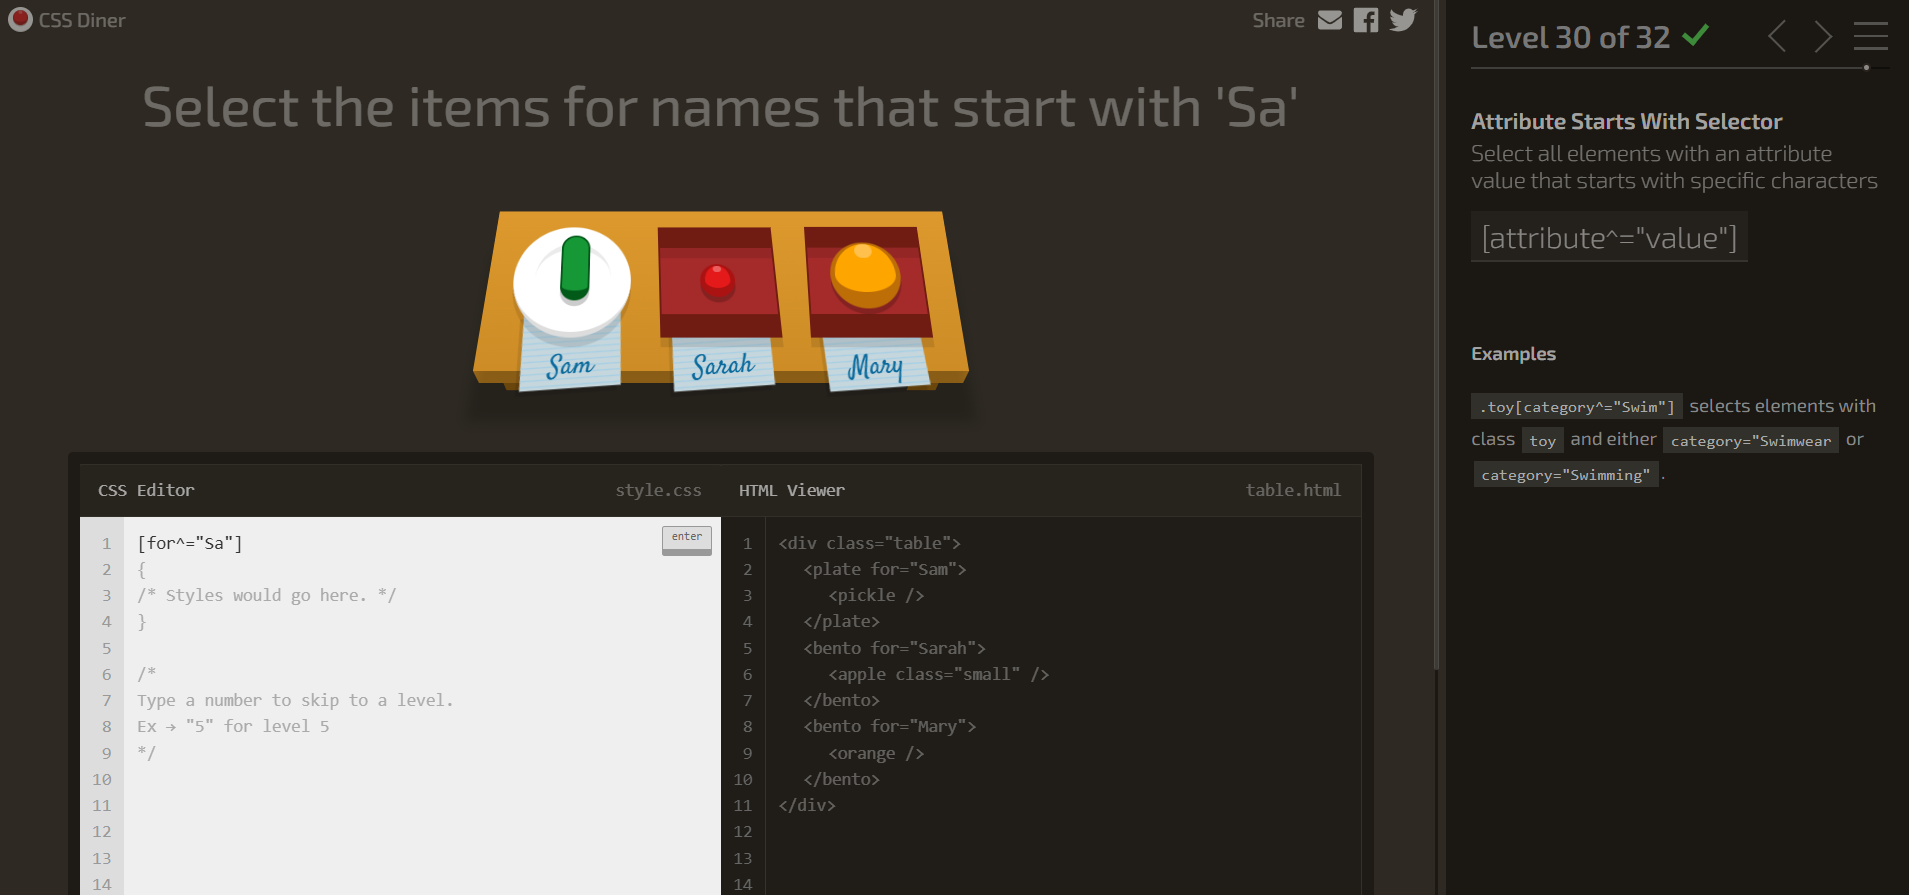 CSS Diner
Share
Select the items for names that start with 'Sa'
Sam
Sarah
Mary
CSS Editor
style.css
HTML Viewer
table.html
enter
1 [for^="Sa"]
2 {
3 /* Styles would go here. */
4 }
5
6 /*
7 Type a number to skip to a level.
8 Ex → "5" for level 5
9 */
10
11
12
13
14
1 <div class="table">
2 <plate for="Sam">
3 <pickle />
4 </plate>
5 <bento for="Sarah">
6 <apple class="small" />
7 </bento>
8 <bento for="Mary">
9 <orange />
10 </bento>
11 </div>
12
13
14
Level 30 of 32
Attribute Starts With Selector
Select all elements with an attribute
value that starts with specific characters
[attribute^="value"]
Examples
.toy[category^="Swim"] selects elements with
class toy and either category="Swimwear or
category="Swimming" .